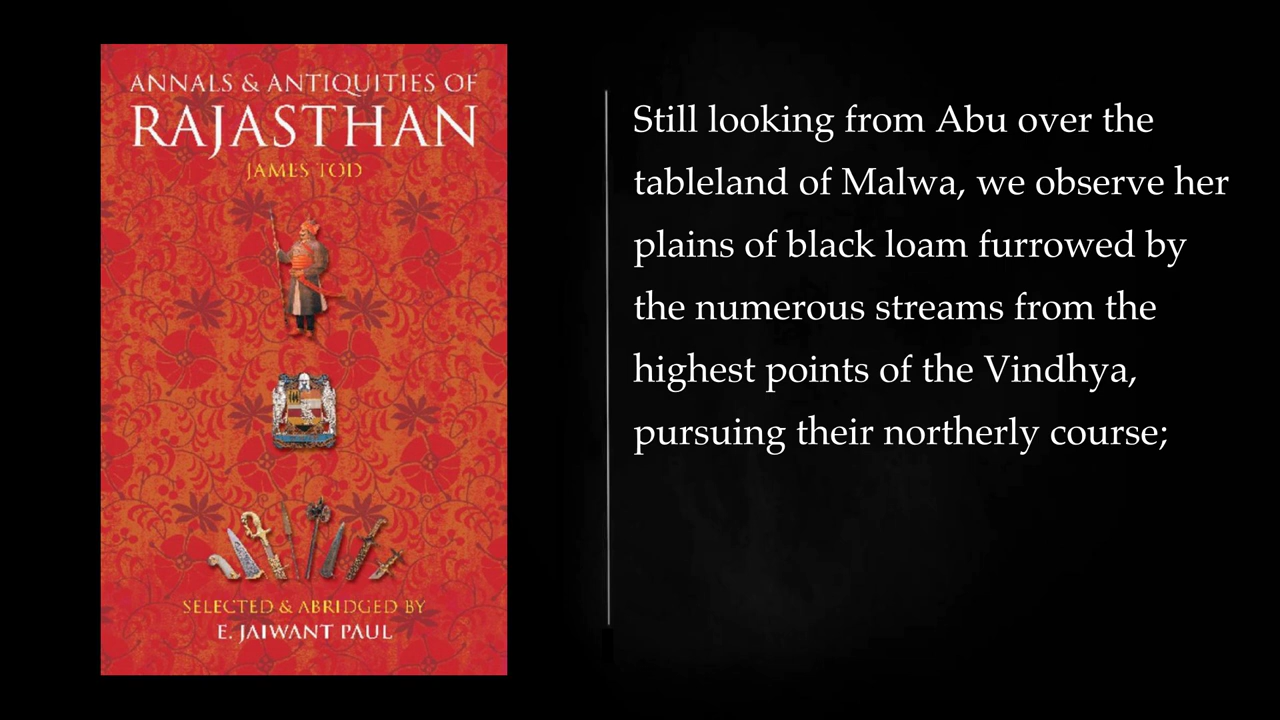 ANNALS & ANTIQUITIES OF
RAJASTHAN
JAMES TOD
SELECTED & ABRIDGED BY
E. JAIWANT PAUL
Still looking from Abu over the
tableland of Malwa, we observe her
plains of black loam furrowed by
the numerous streams from the
highest points of the Vindhya,
pursuing their northerly course;